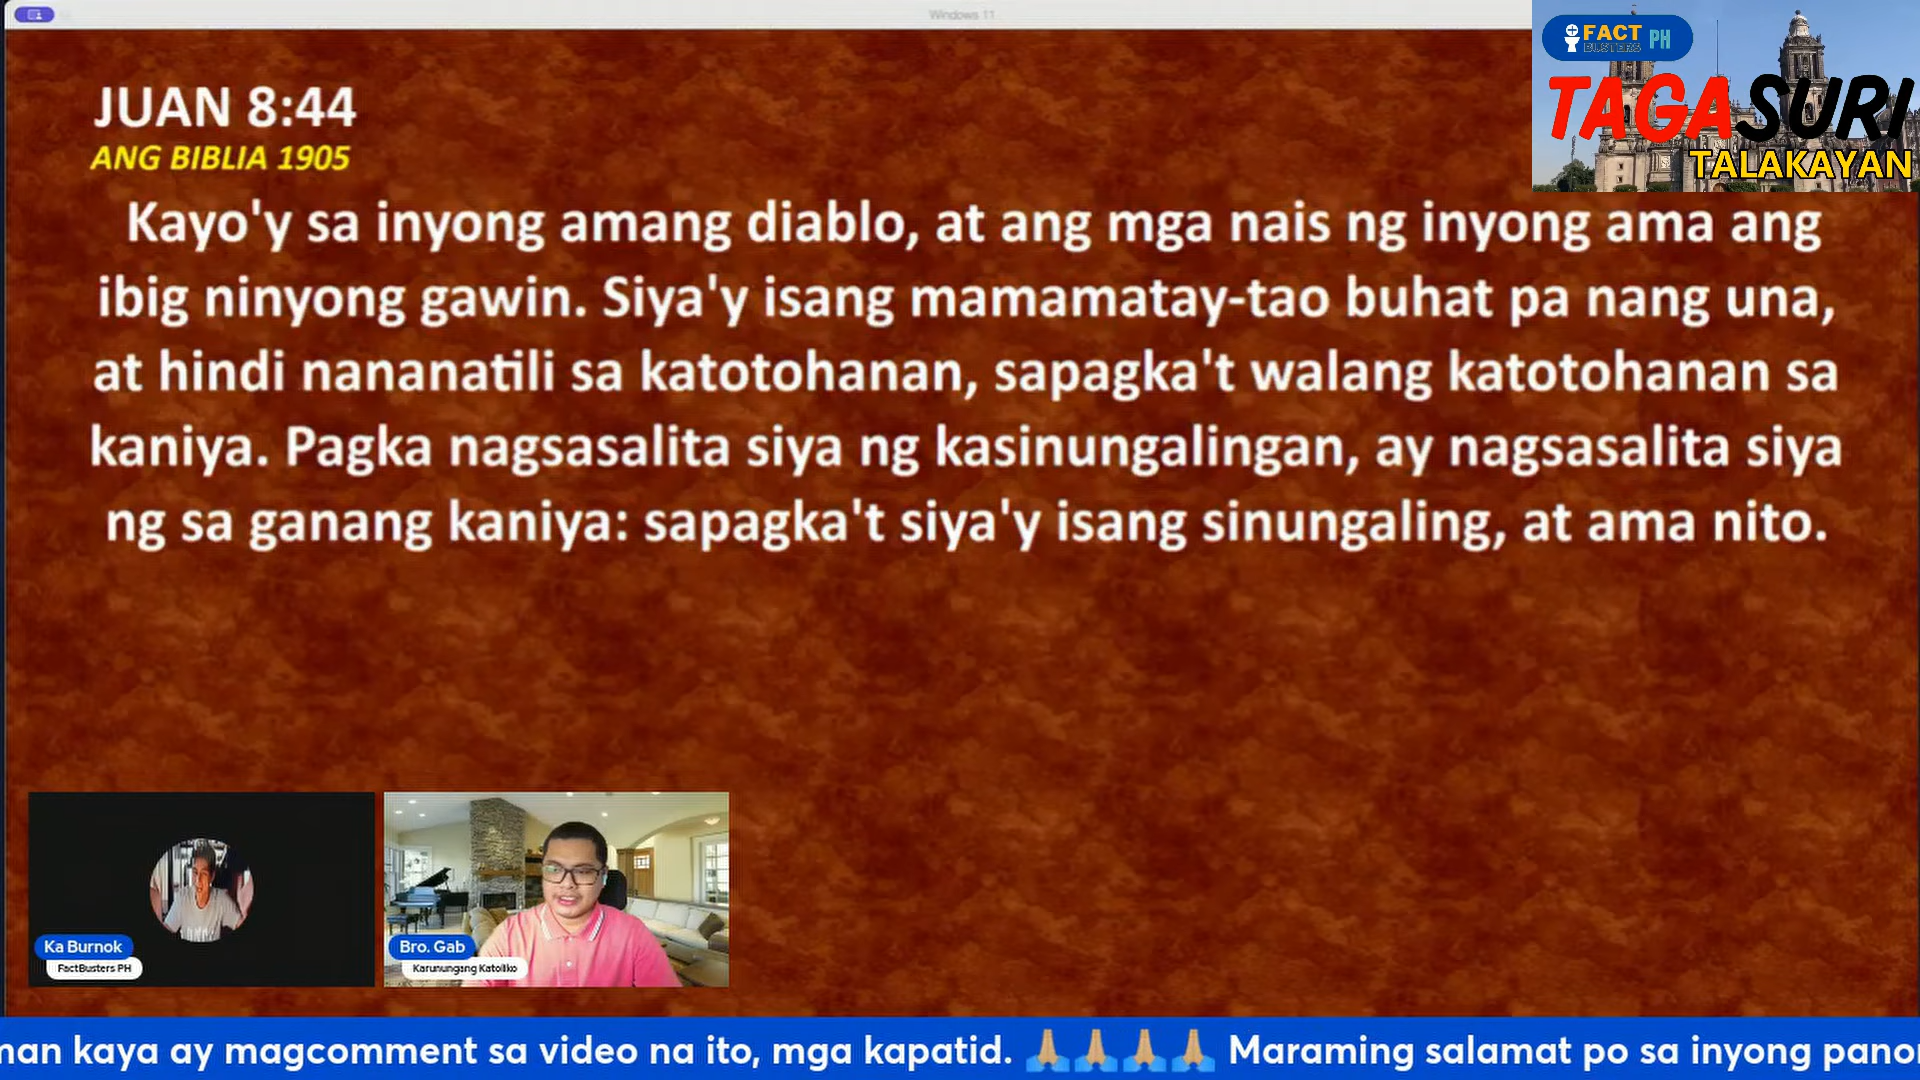 Windows 11
FACT
BUSTERS PH
TAGASURI
TALAKAYAN
JUAN 8:44
ANG BIBLIA 1905
Kayo'y sa inyong amang diablo, at ang mga nais ng inyong ama ang
ibig ninyong gawin. Siya'y isang mamamatay-tao buhat pa nang una,
at hindi nananatili sa katotohanan, sapagka't walang katotohanan sa
kaniya. Pagka nagsasalita siya ng kasinungalingan, ay nagsasalita siya
ng sa ganang kaniya: sapagka't siya'y isang sinungaling, at ama nito.
Ka Burnok
FactBusters PH
Bro. Gab
Karunungang Katoliko
kaya ay magcomment sa video na ito, mga kapatid. 🙏🙏🙏🙏 Maraming salamat po sa inyong